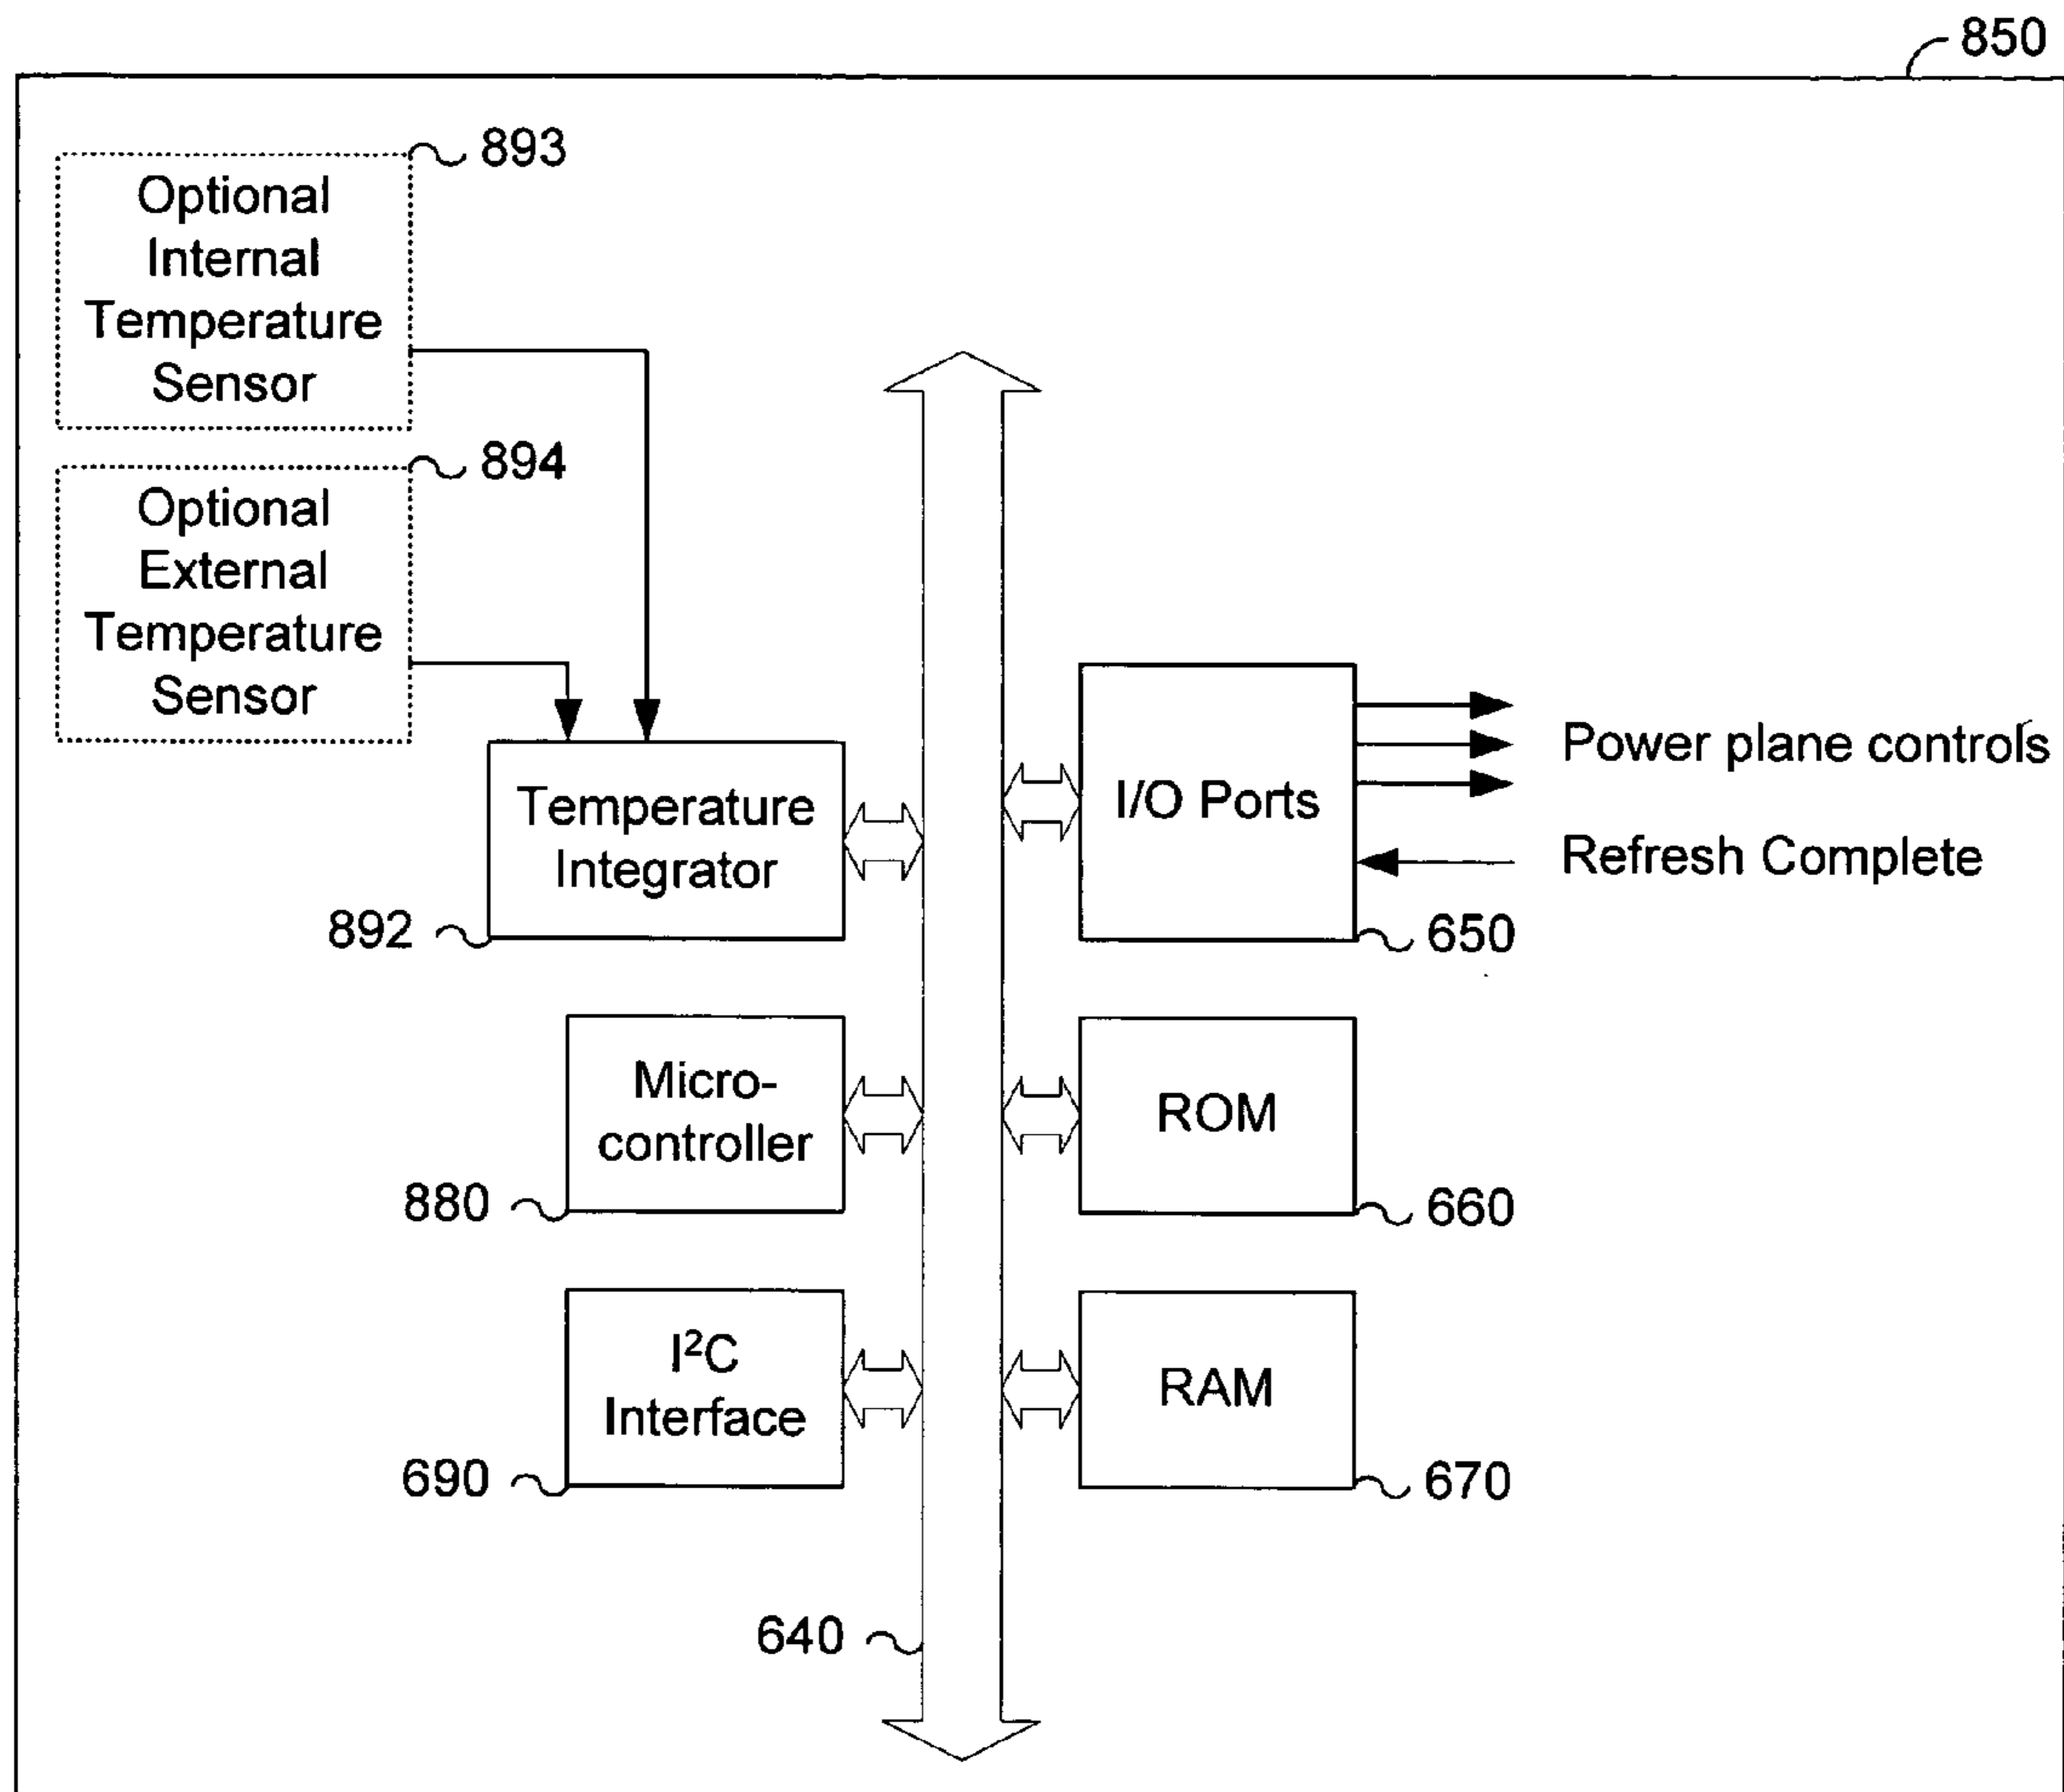 850
893
Optional
Internal
Temperature
Sensor
894
Optional
External
Temperature
Sensor
Temperature
Integrator
892
I/O Ports
Power plane controls
Refresh Complete
650
Micro-
controller
880
ROM
660
I²C
Interface
690
RAM
670
640